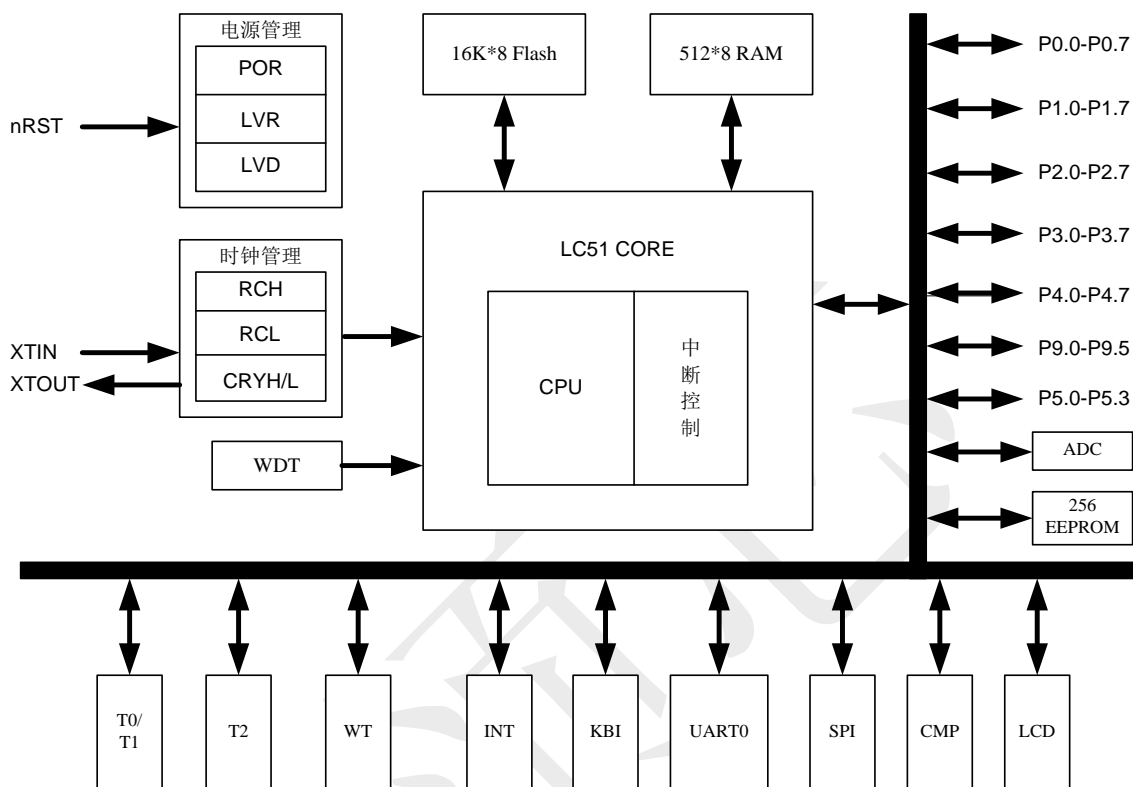 电源管理
POR
LVR
LVD
nRST
16K*8 Flash
512*8 RAM
时钟管理
RCH
RCL
CRYH/L
XTIN
XTOUT
WDT
LC51 CORE
CPU
中断控制
P0.0-P0.7
P1.0-P1.7
P2.0-P2.7
P3.0-P3.7
P4.0-P4.7
P9.0-P9.5
P5.0-P5.3
ADC
256
EEPROM
T0/
T1
T2
WT
INT
KBI
UART0
SPI
CMP
LCD